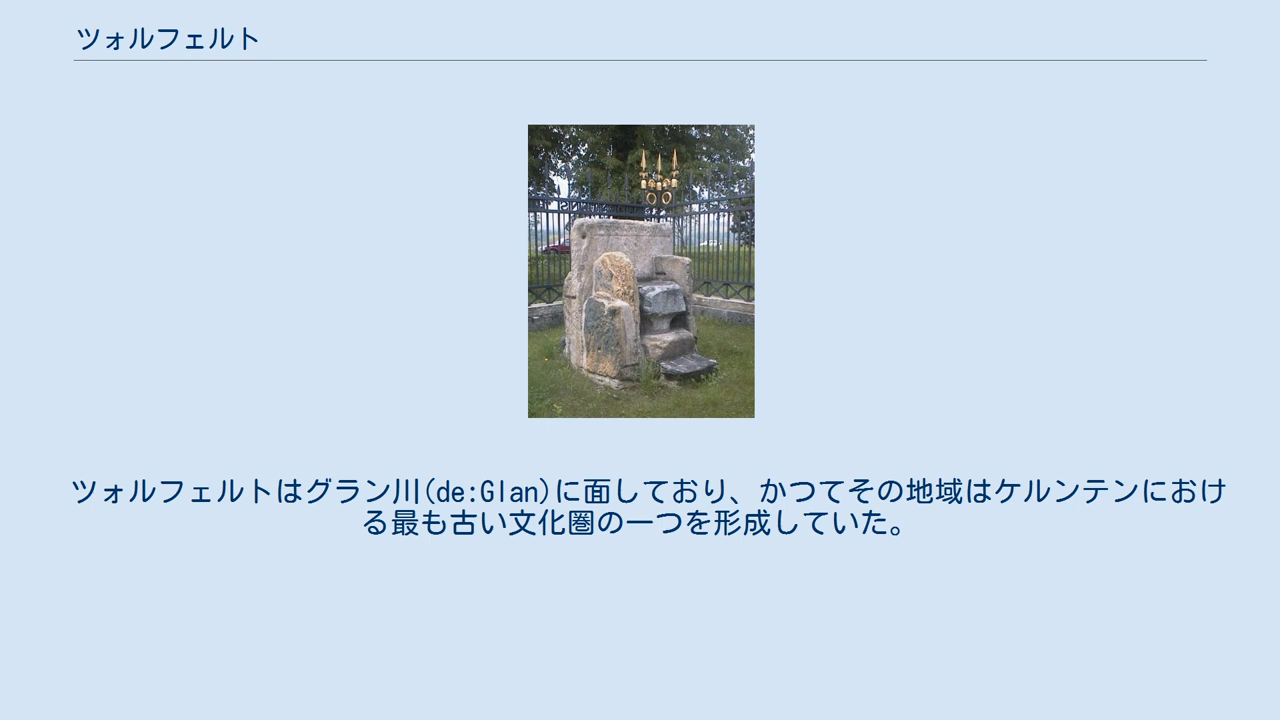 ツォルフェルト
ツォルフェルトはグラン川(de:Glan)に面しており、かつてその地域はケルンテンにおけ
る最も古い文化圏の一つを形成していた。